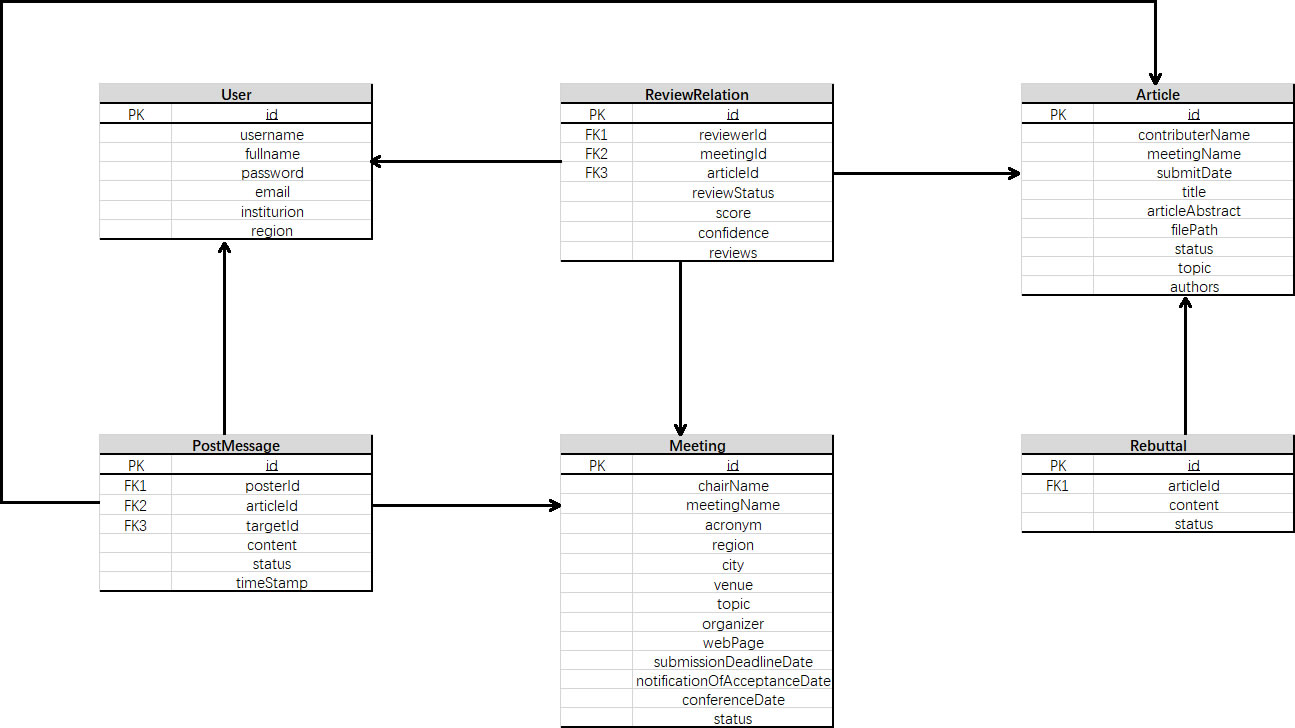 User
PK id
username
fullname
password
email
institurion
region
ReviewRelation
PK id
FK1 reviewerId
FK2 meetingId
FK3 articleId
reviewStatus
score
confidence
reviews
Article
PK id
contributerName
meetingName
submitDate
title
articleAbstract
filePath
status
topic
authors
PostMessage
PK id
FK1 posterId
FK2 articleId
FK3 targetId
content
status
timeStamp
Meeting
PK id
chairName
meetingName
acronym
region
city
venue
topic
organizer
webPage
submissionDeadlineDate
notificationOfAcceptanceDate
conferenceDate
status
Rebuttal
PK id
FK1 articleId
content
status